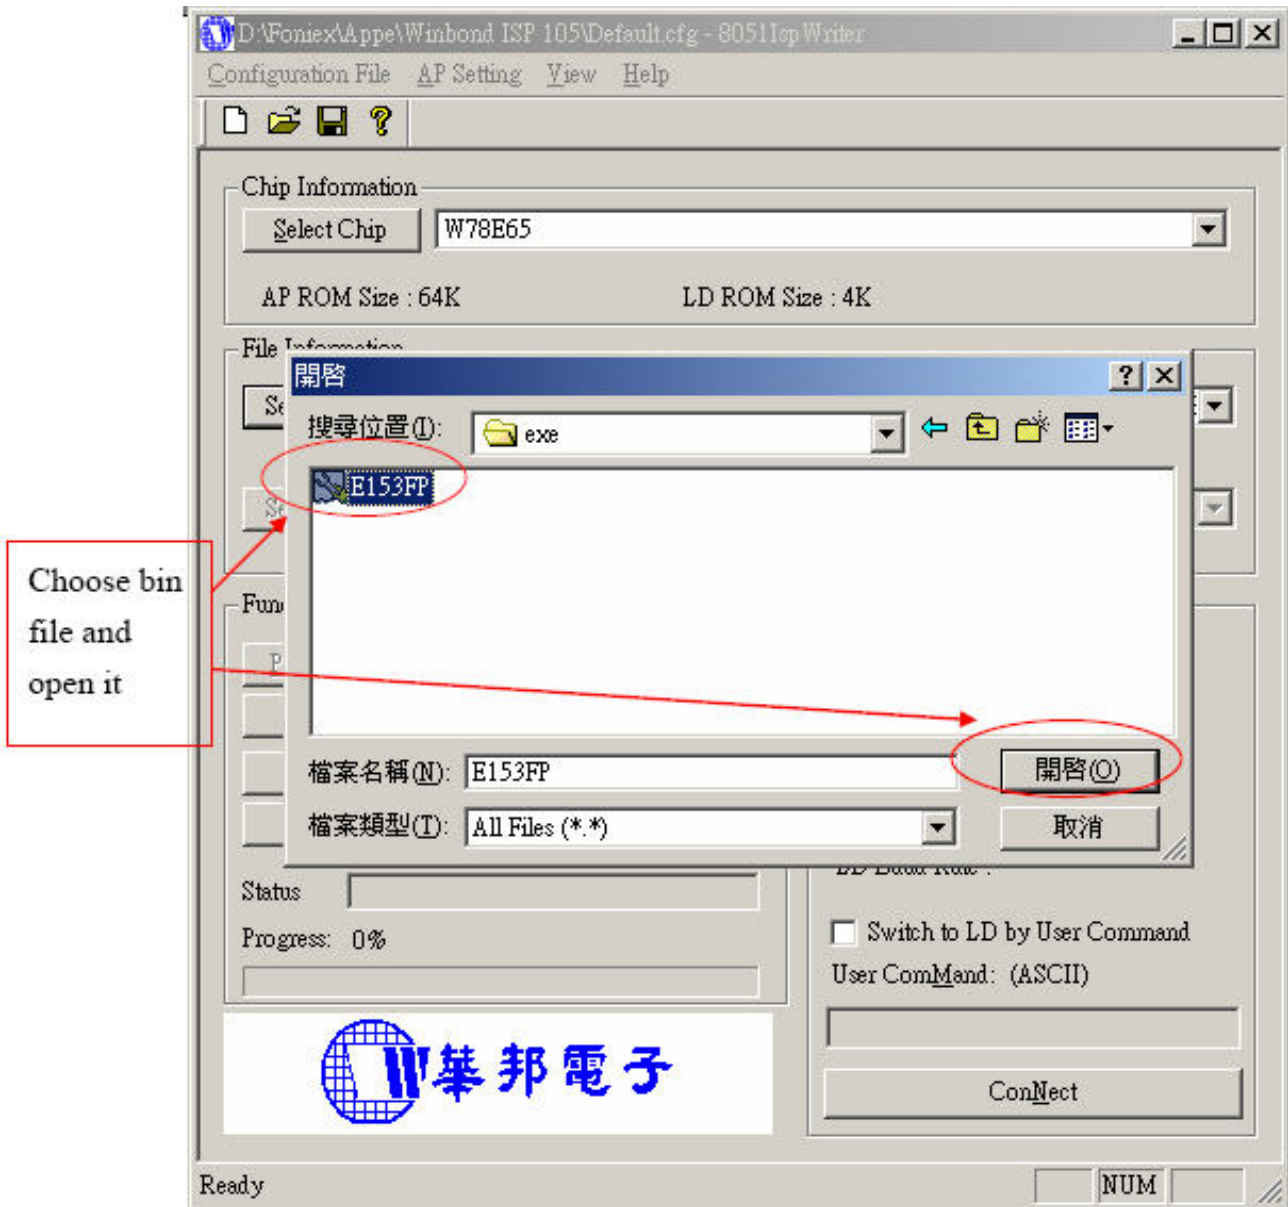 D:\Foniex\Appe\Winbond ISP 105\Default.cfg - 8051IspWriter
Configuration File AP Setting View Help
Chip Information
Select Chip W78E65
AP ROM Size : 64K LD ROM Size : 4K
File Information
開啓
搜尋位置(I): exe
E153FP
Choose bin
file and
open it
檔案名稱(N): E153FP 開啓(O)
檔案類型(T): All Files (*.*) 取消
Status
Progress: 0%
Switch to LD by User Command
User ComMand: (ASCII)
華邦電子
ConNect
Ready NUM